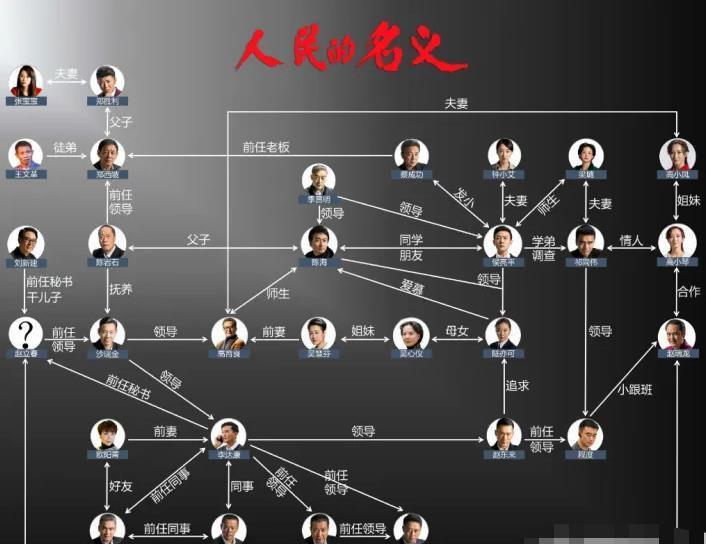 人民的名义
夫妻
夫妻
张宝宝
郑胜利
父子
徒弟
前任老板
王文革
郑西坡
蔡成功
钟小艾
梁璐
高小凤
季昌明
前任
领导
领导
领导
发小
夫妻
师生
夫妻
姐妹
父子
同学
朋友
学弟
调查
情人
刘新建
陈岩石
陈海
侯亮平
祁同伟
高小琴
前任秘书
干儿子
抚养
师生
爱慕
领导
合作
?
前任
领导
领导
前妻
姐妹
母女
领导
赵立春
沙瑞金
高育良
吴慧芬
吴心仪
陆亦可
赵瑞龙
前任秘书
领导
追求
小跟班
前妻
领导
前任
领导
欧阳菁
李达康
赵东来
程度
好友
前任同事
同事
前任
领导
前任
领导
前任同事
前任领导